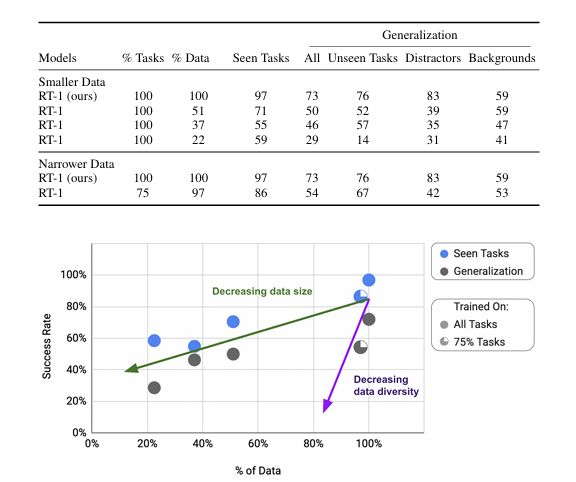 Generalization
Models % Tasks % Data Seen Tasks All Unseen Tasks Distractors Backgrounds
Smaller Data
RT-1 (ours) 100 100 97 73 76 83 59
RT-1 100 51 71 50 52 39 59
RT-1 100 37 55 46 57 35 47
RT-1 100 22 59 29 14 31 41
Narrower Data
RT-1 (ours) 100 100 97 73 76 83 59
RT-1 75 97 86 54 67 42 53
Seen Tasks
Generalization
Trained On:
All Tasks
75% Tasks
Decreasing data size
Decreasing
data diversity
Success Rate
100%
80%
60%
40%
20%
0%
0% 20% 40% 60% 80% 100%
% of Data